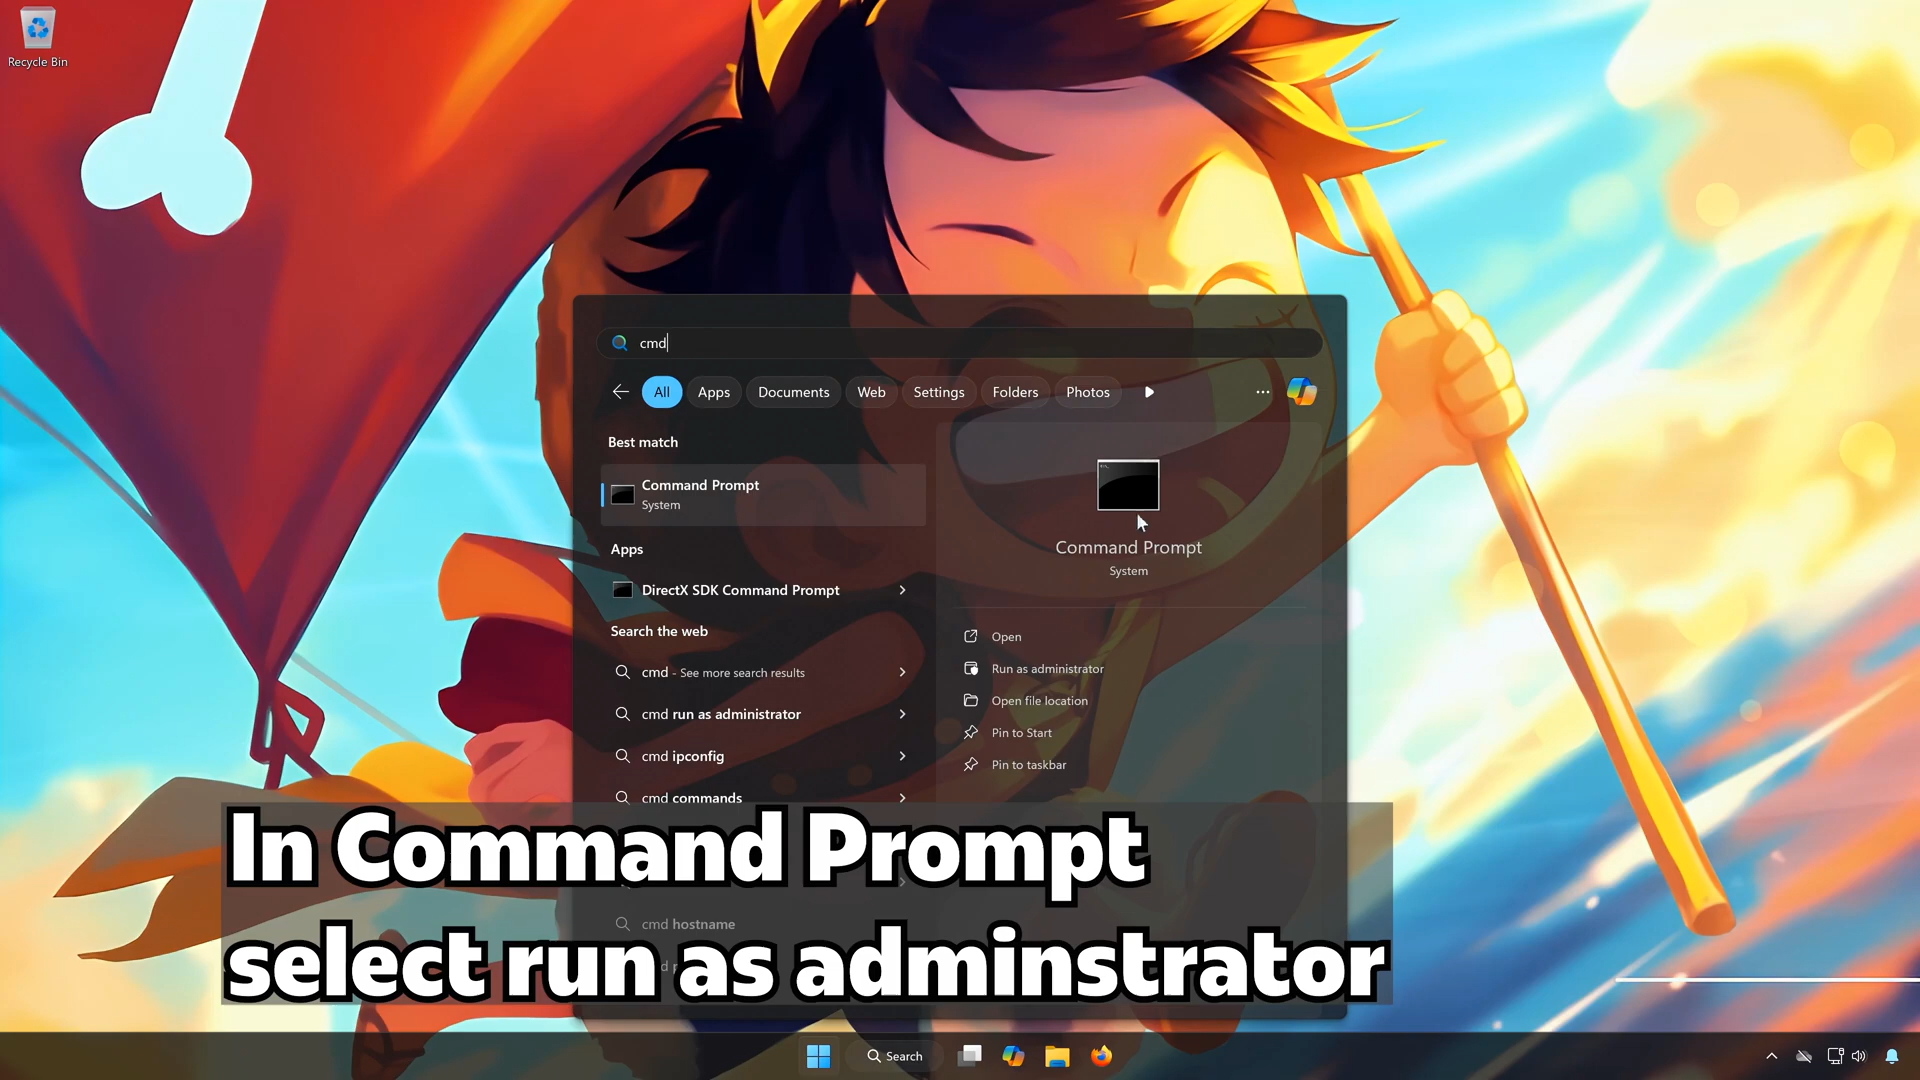 Recycle Bin
cmd
All
Apps
Documents
Web
Settings
Folders
Photos
Best match
Command Prompt
System
Apps
DirectX SDK Command Prompt
Search the web
cmd - See more search results
cmd run as administrator
cmd ipconfig
cmd commands
cmd hostname
Command Prompt
System
Open
Run as administrator
Open file location
Pin to Start
Pin to taskbar
In Command Prompt
select run as adminstrator
Search